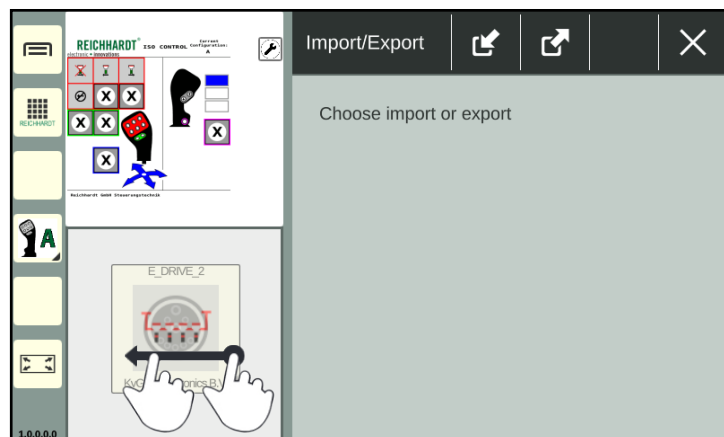 REICHHARDT®
electronic • innovations
ISO CONTROL
Current
Configuration:
A
X X
X X
X
X
Reichhardt GmbH Steuerungstechnik
REICHHARDT
A
E_DRIVE_2
1.0.0.0.0
Import/Export
Choose import or export